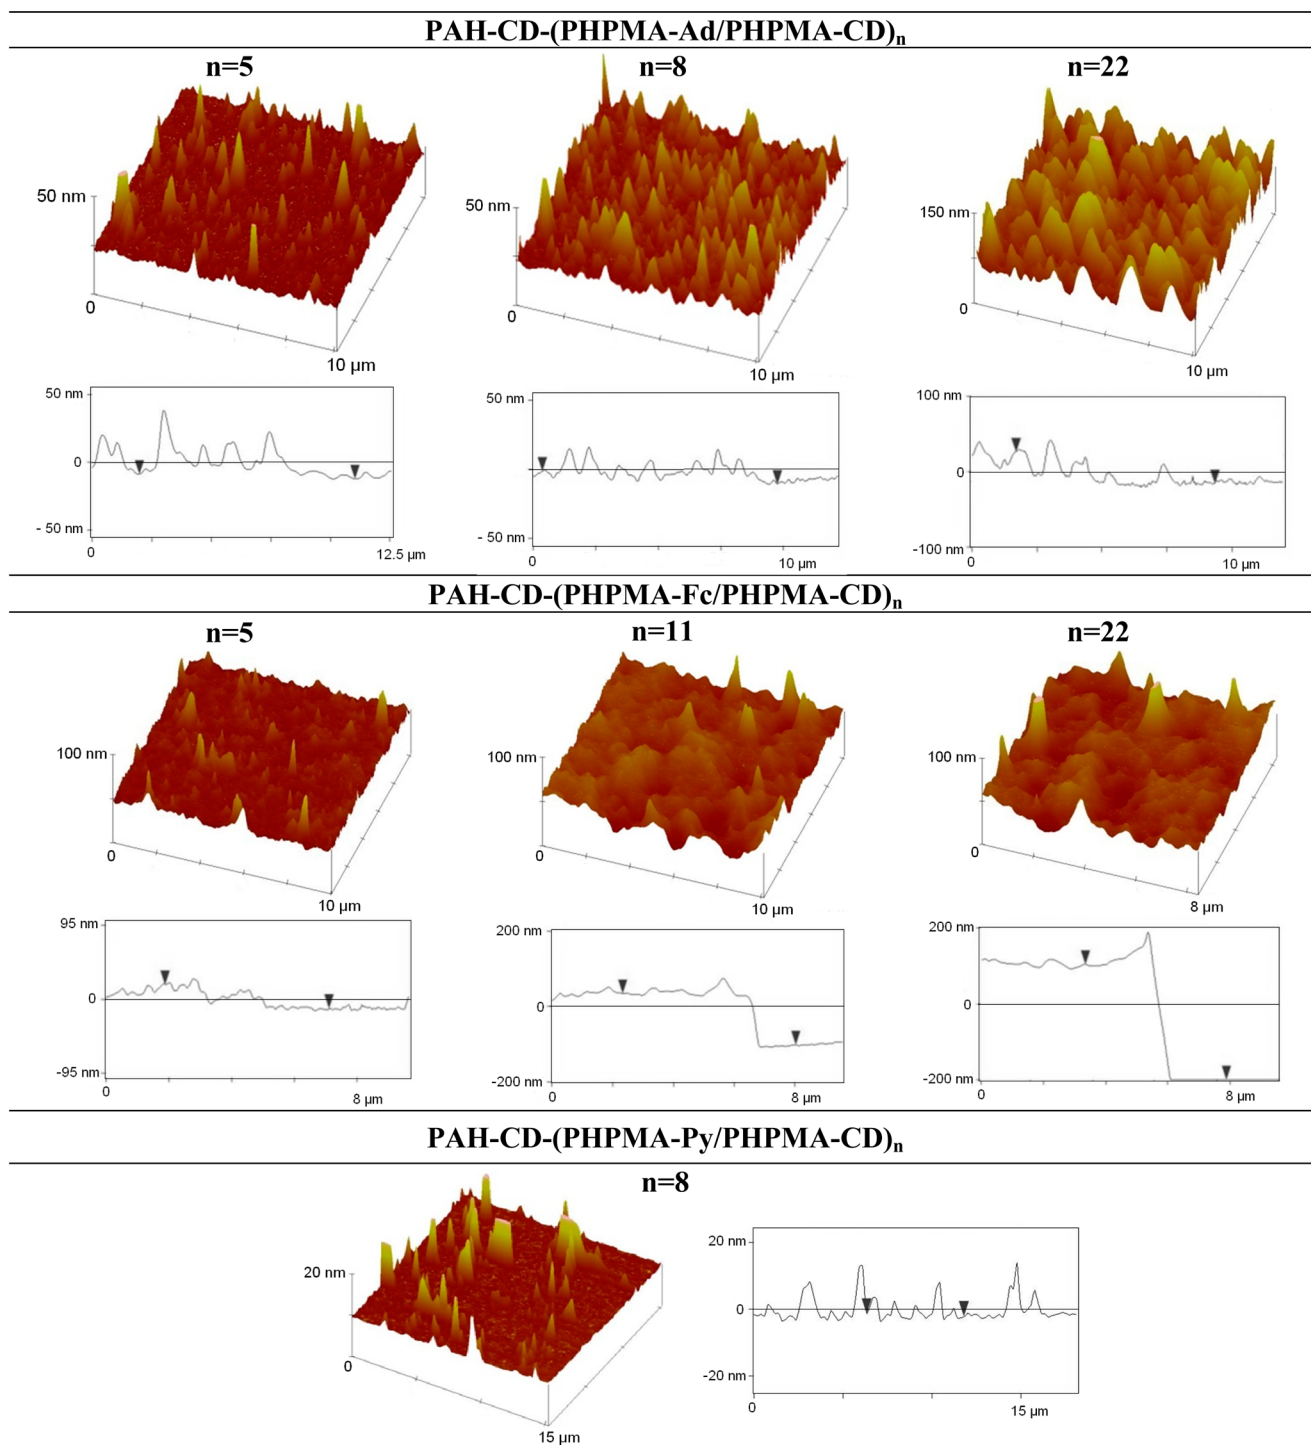 PAH-CD-(PHPMA-Ad/PHPMA-CD)n
n=5 n=8 n=22
50 nm 50 nm 150 nm
0 0 0
10 µm 10 µm 10 µm
50 nm 50 nm 100 nm
0 0
- 50 nm - 50 nm -100 nm
0 12.5 µm 0 10 µm 0 10 µm
PAH-CD-(PHPMA-Fc/PHPMA-CD)n
n=5 n=11 n=22
100 nm 100 nm 100 nm
0 0 0
10 µm 10 µm 8 µm
95 nm 200 nm 200 nm
0 0 0
-95 nm -200 nm -200 nm
0 8 µm 0 8 µm 0 8 µm
PAH-CD-(PHPMA-Py/PHPMA-CD)n
n=8
20 nm
0
15 µm
20 nm
0
-20 nm
0 15 µm